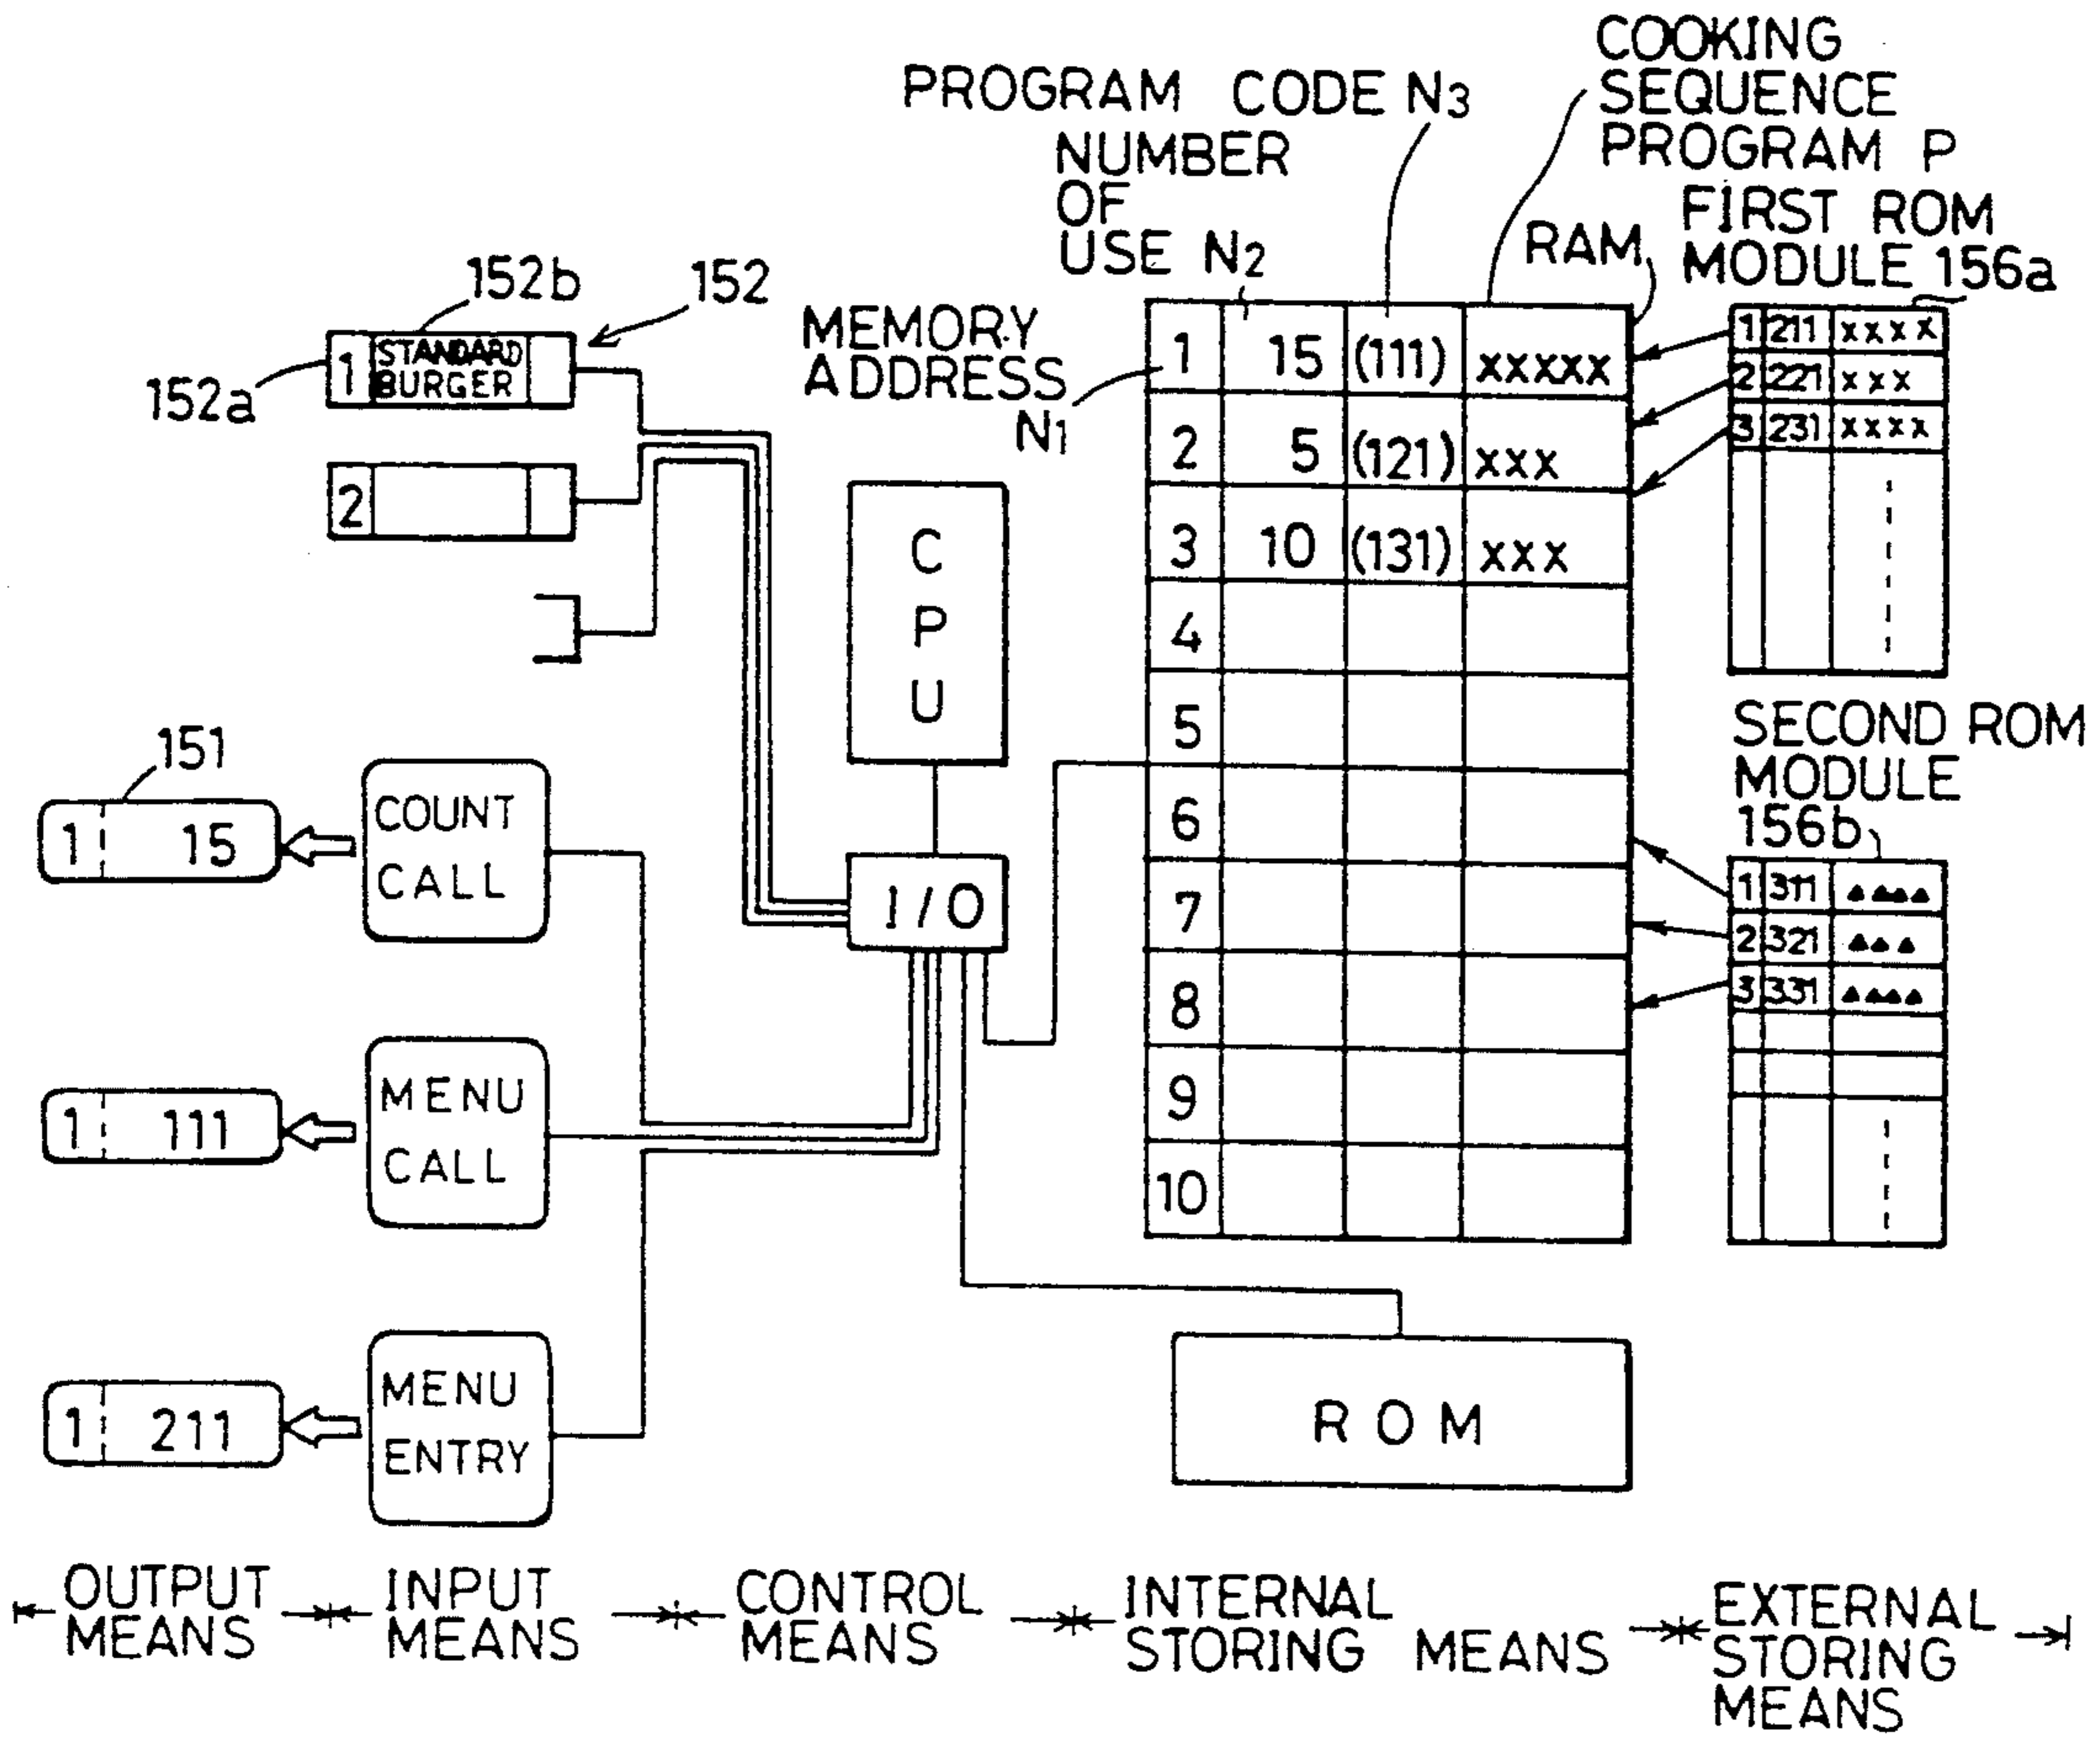 COOKING
SEQUENCE
PROGRAM P
PROGRAM CODE N3
NUMBER
OF
USE N2
RAM
FIRST ROM
MODULE 156a
152b
152
152a
1 STANDARD
BURGER
2
MEMORY
ADDRESS
N1
1 15 (111) xxxxx
2 5 (121) xxx
3 10 (131) xxx
4
5
6
7
8
9
10
1 211 xxxx
2 221 xxx
3 231 xxxx
C
P
U
I/O
SECOND ROM
MODULE
156b
1 311 ▲▲▲▲
2 321 ▲▲▲
3 331 ▲▲▲▲
151
1 15
COUNT
CALL
1 111
MENU
CALL
1 211
MENU
ENTRY
ROM
OUTPUT
MEANS
INPUT
MEANS
CONTROL
MEANS
INTERNAL
STORING MEANS
EXTERNAL
STORING
MEANS